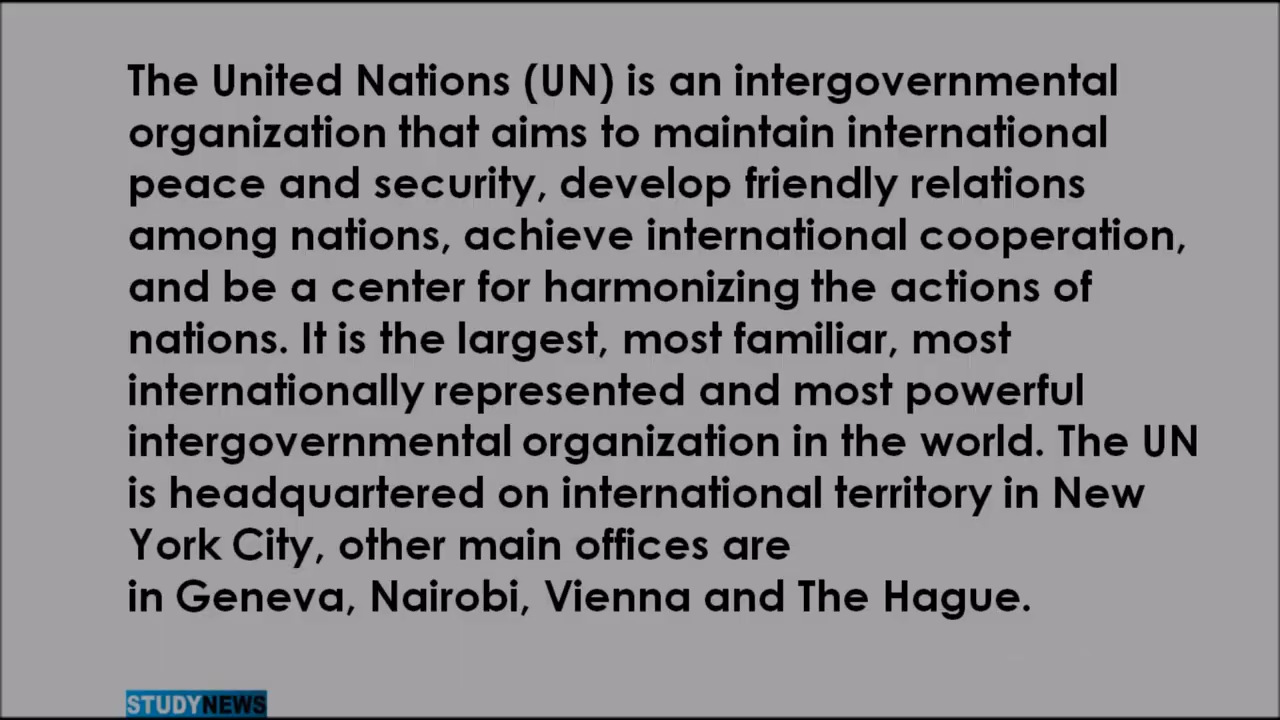 The United Nations (UN) is an intergovernmental
organization that aims to maintain international
peace and security, develop friendly relations
among nations, achieve international cooperation,
and be a center for harmonizing the actions of
nations. It is the largest, most familiar, most
internationally represented and most powerful
intergovernmental organization in the world. The UN
is headquartered on international territory in New
York City, other main offices are
in Geneva, Nairobi, Vienna and The Hague.
STUDYNEWS